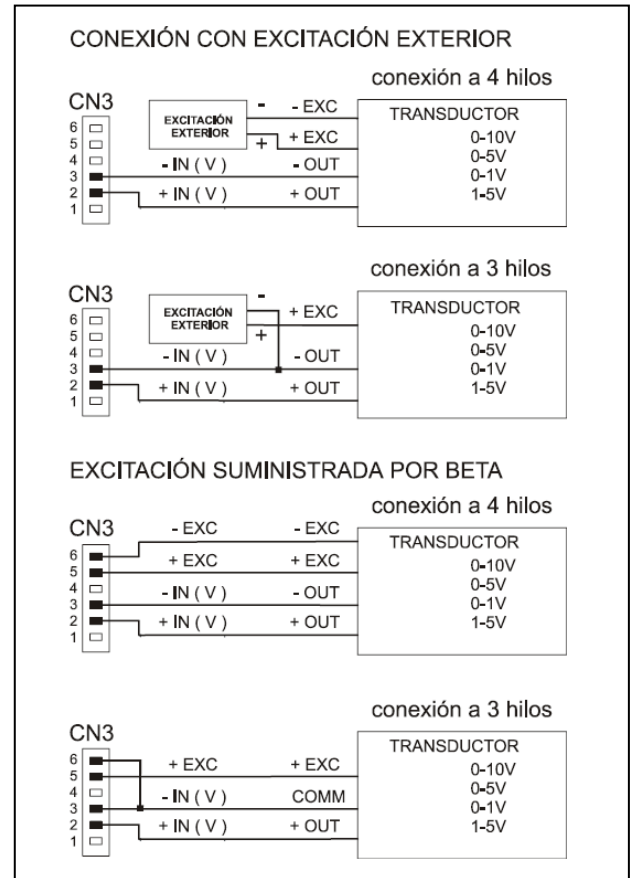 CONEXIÓN CON EXCITACIÓN EXTERIOR
conexión a 4 hilos
CN3
6
5
4
3
2
1
EXCITACIÓN
EXTERIOR
-
+
- EXC
+ EXC
- IN ( V )
- OUT
+ IN ( V )
+ OUT
TRANSDUCTOR
0-10V
0-5V
0-1V
1-5V
conexión a 3 hilos
CN3
6
5
4
3
2
1
EXCITACIÓN
EXTERIOR
-
+
+ EXC
- IN ( V )
- OUT
+ IN ( V )
+ OUT
TRANSDUCTOR
0-10V
0-5V
0-1V
1-5V
EXCITACIÓN SUMINISTRADA POR BETA
conexión a 4 hilos
CN3
6
5
4
3
2
1
- EXC
- EXC
+ EXC
+ EXC
- IN ( V )
- OUT
+ IN ( V )
+ OUT
TRANSDUCTOR
0-10V
0-5V
0-1V
1-5V
conexión a 3 hilos
CN3
6
5
4
3
2
1
+ EXC
+ EXC
- IN ( V )
COMM
+ IN ( V )
+ OUT
TRANSDUCTOR
0-10V
0-5V
0-1V
1-5V